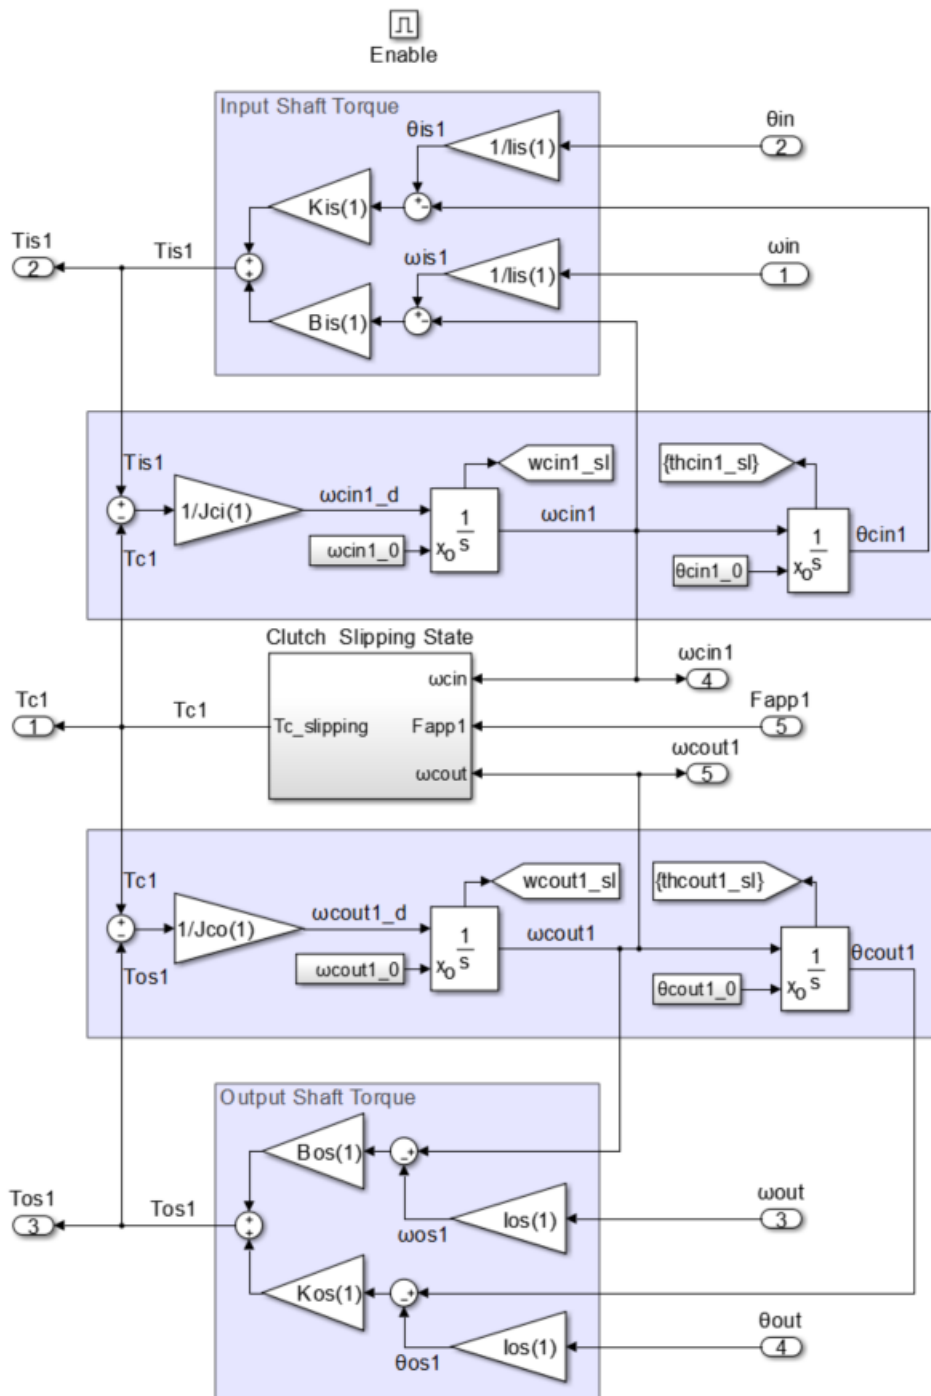 Enable
Input Shaft Torque
θin
θis1
1/Iis(1)
2
Kis(1)
+
-
Tis1
Tis1
ωin
2
+
+
ωis1
1/Iis(1)
1
Bis(1)
+
-
Tis1
wcin1_sl
{thcin1_sl}
+
-
1/Jci(1)
ωcin1_d
1
s
xo
ωcin1
1
s
xo
θcin1
Tc1
ωcin1_0
θcin1_0
Clutch Slipping State
ωcin1
ωcin
4
Tc1
Tc1
Fapp1
1
Tc_slipping
Fapp1
5
ωcout1
ωcout
5
Tc1
wcout1_sl
{thcout1_sl}
+
-
1/Jco(1)
ωcout1_d
1
s
xo
ωcout1
1
s
xo
θcout1
Tos1
ωcout1_0
θcout1_0
Output Shaft Torque
Bos(1)
-
+
Tos1
Tos1
ωout
3
+
+
ωos1
Ios(1)
3
Kos(1)
-
+
θout
θos1
Ios(1)
4